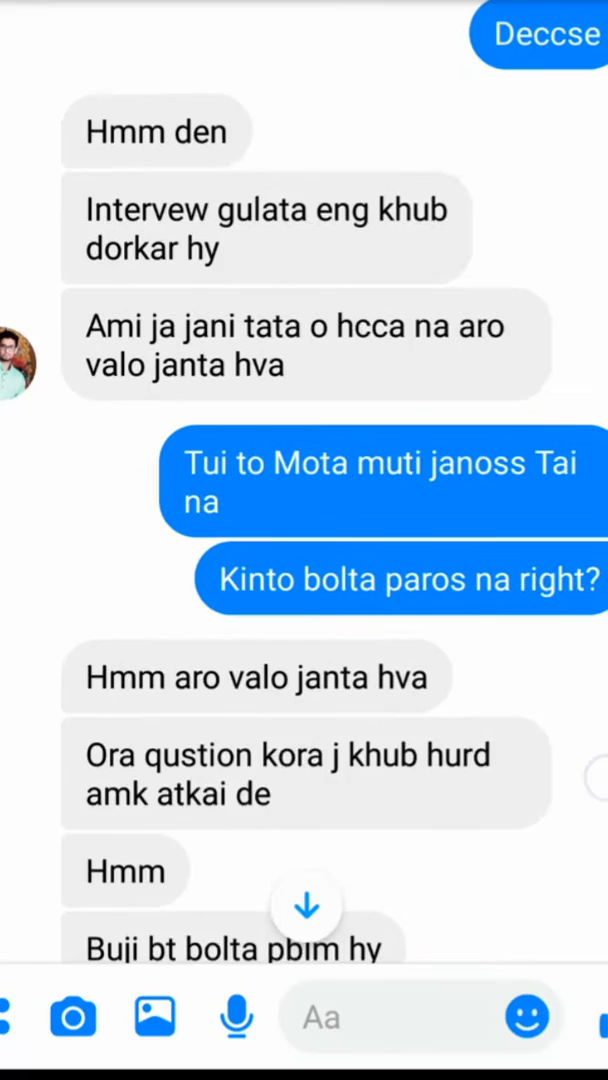 Deccse
Hmm den
Intervew gulata eng khub
dorkar hy
Ami ja jani tata o hcca na aro
valo janta hva
Tui to Mota muti janoss Tai
na
Kinto bolta paros na right?
Hmm aro valo janta hva
Ora qustion kora j khub hurd
amk atkai de
Hmm
Buji bt bolta pbim hy
Aa